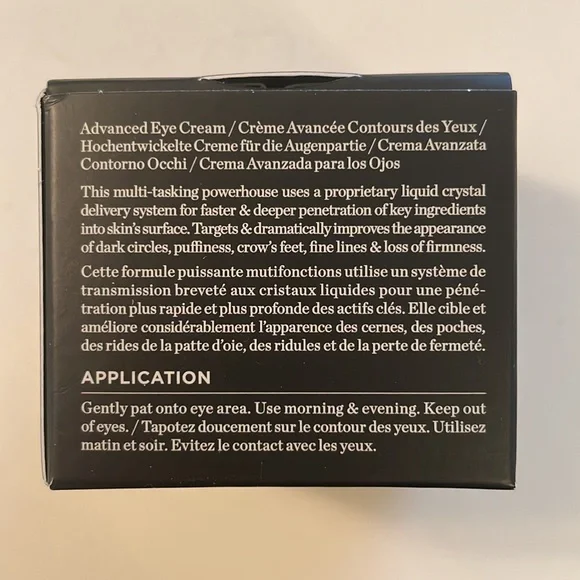 Advanced Eye Cream / Crème Avancée Contours des Yeux /
Hochentwickelte Creme für die Augenpartie / Crema Avanzata
Contorno Occhi / Crema Avanzada para los Ojos
This multi-tasking powerhouse uses a proprietary liquid crystal
delivery system for faster & deeper penetration of key ingredients
into skin's surface. Targets & dramatically improves the appearance
of dark circles, puffiness, crow's feet, fine lines & loss of firmness.
Cette formule puissante mutifonctions utilise un système de
transmission breveté aux cristaux liquides pour une péné-
tration plus rapide et plus profonde des actifs clés. Elle cible et
améliore considérablement l'apparence des cernes, des poches,
des rides de la patte d'oie, des ridules et de la perte de fermeté.
APPLICATION
Gently pat onto eye area. Use morning & evening. Keep out
of eyes. / Tapotez doucement sur le contour des yeux. Utilisez
matin et soir. Evitez le contact avec les yeux.